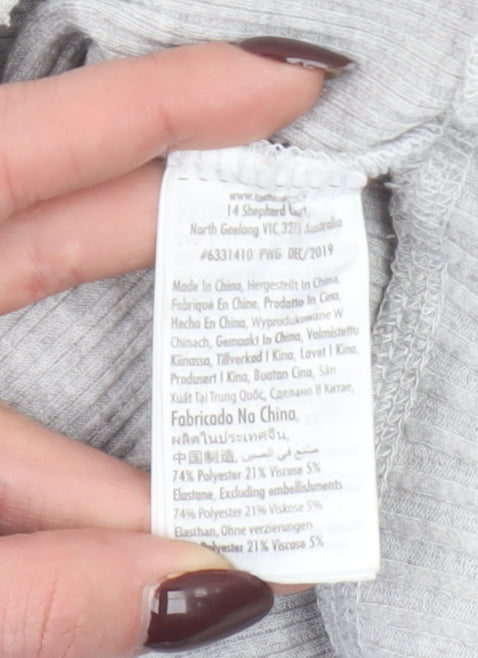 14 Shepherd Crt,
North Geelong VIC 3215 Australia
#6331410 PWG DEC/2019
Made In China, Hergestellt In China,
Fabriqué En Chine, Prodotto In Cina,
Hecho En China, Wyprodukowane W
Chinach, Gemaakt In China, Valmistettu
Kiinassa, Tillverkad I Kina, Lavet I Kina,
Produsert I Kina, Buatan Cina, Sản
Xuất Tại Trung Quốc, Сделано В Китае,
Fabricado Na China,
ผลิตในประเทศจีน,
中国制造, صنع في الصين
74% Polyester 21% Viscose 5%
Elastane, Excluding embellishments
74% Polyester 21% Viscose 5%
Elasthan, Ohne verzierungen
Polyester 21% Viscose 5%